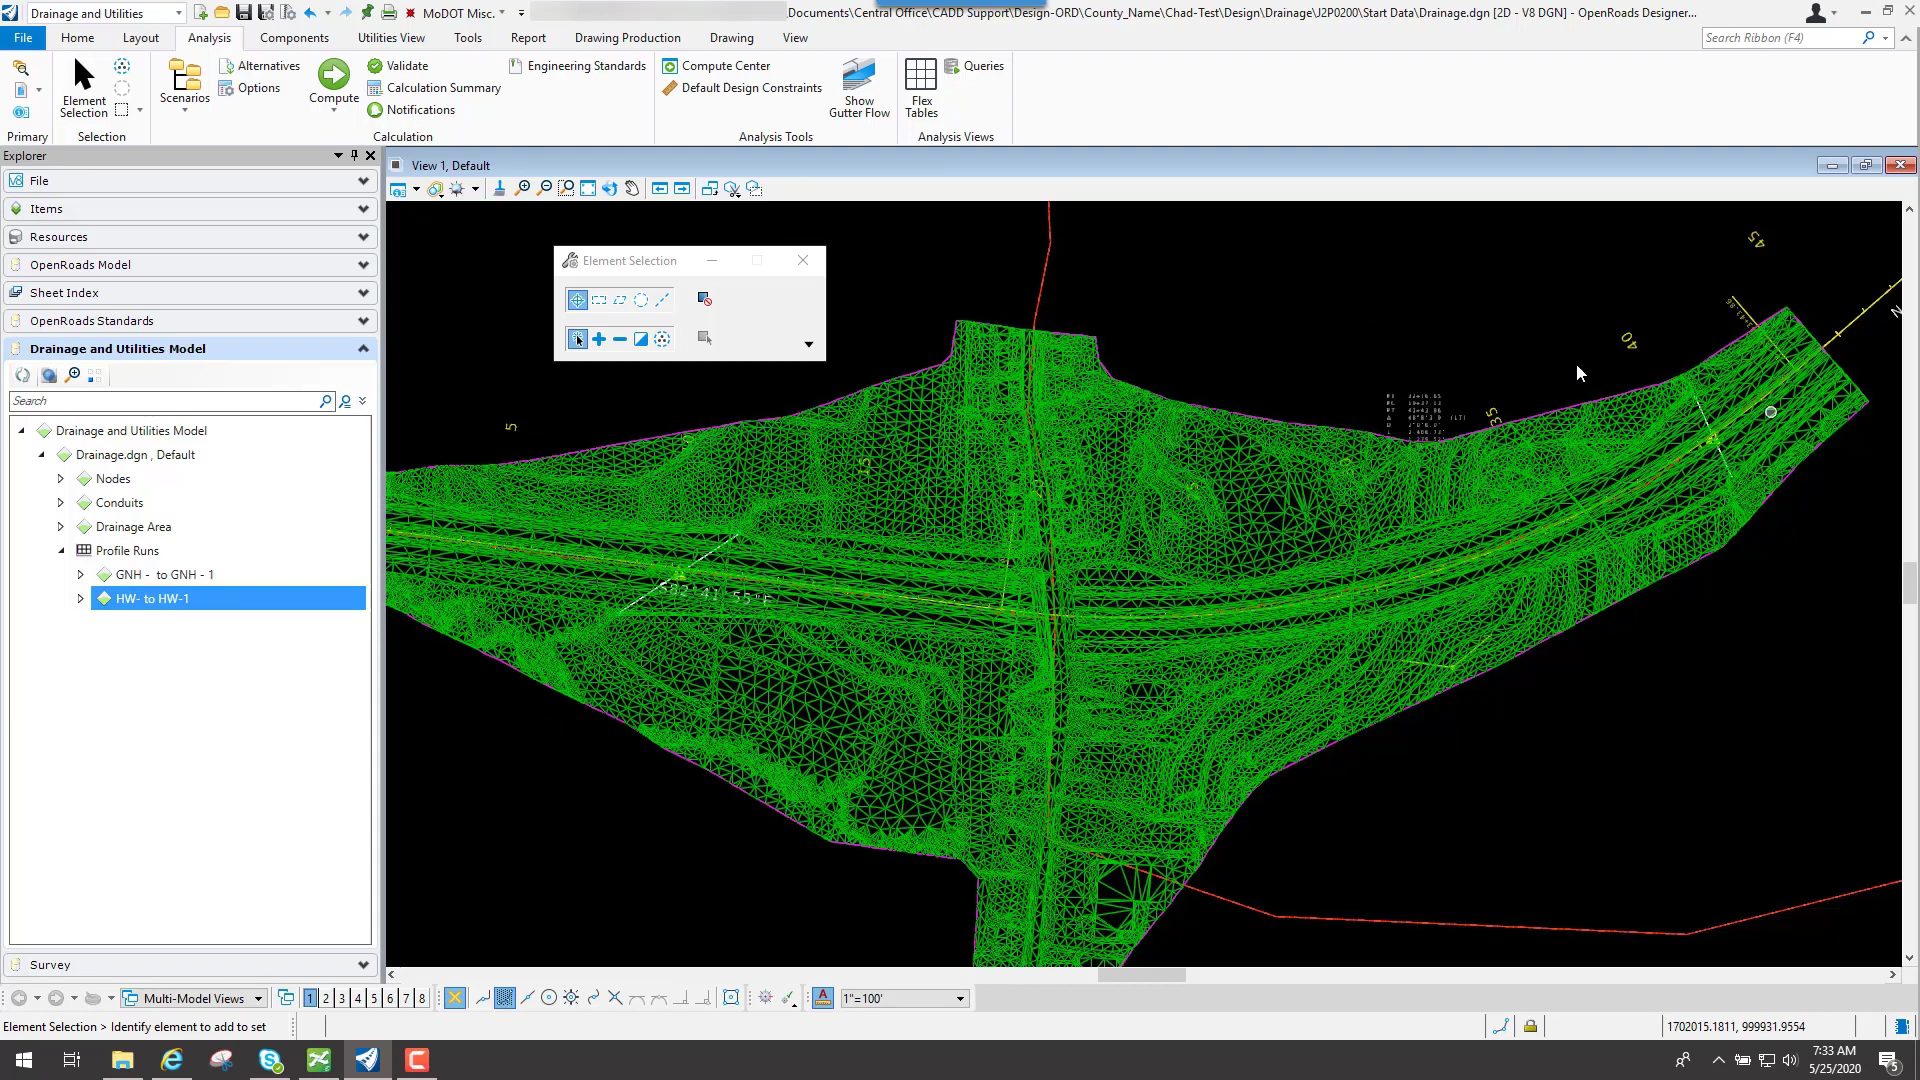 Drainage and Utilities
MoDOT Misc.
.Documents\Central Office\CADD Support\Design-ORD\County_Name\Chad-Test\Design\Drainage\J2P0200\Start Data\Drainage.dgn [2D - V8 DGN] - OpenRoads Designer...
File Home Layout Analysis Components Utilities View Tools Report Drawing Production Drawing View
Search Ribbon (F4)
Element Selection
Scenarios
Alternatives
Options
Compute
Validate
Calculation Summary
Notifications
Engineering Standards
Compute Center
Default Design Constraints
Show Gutter Flow
Flex Tables
Queries
Primary Selection Calculation Analysis Tools Analysis Views
Explorer
View 1, Default
File
Items
Resources
OpenRoads Model
Sheet Index
OpenRoads Standards
Drainage and Utilities Model
Search
Drainage and Utilities Model
Drainage.dgn , Default
Nodes
Conduits
Drainage Area
Profile Runs
GNH - to GNH - 1
HW- to HW-1
Survey
Element Selection
45
40
35
5
15
N
Multi-Model Views
1 2 3 4 5 6 7 8
1"=100'
Element Selection > Identify element to add to set
1702015.1811, 999931.9554
7:33 AM
5/25/2020
5